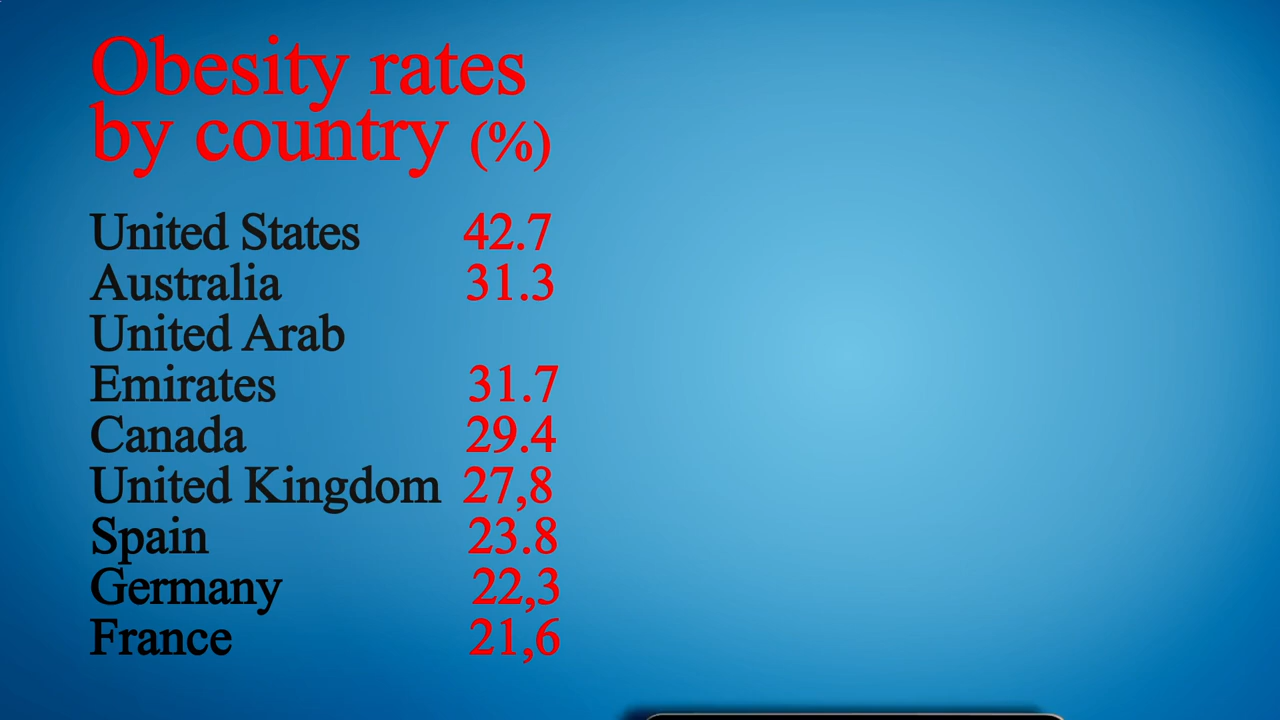 Obesity rates
by country (%)
United States 42.7
Australia 31.3
United Arab
Emirates 31.7
Canada 29.4
United Kingdom 27,8
Spain 23.8
Germany 22,3
France 21,6